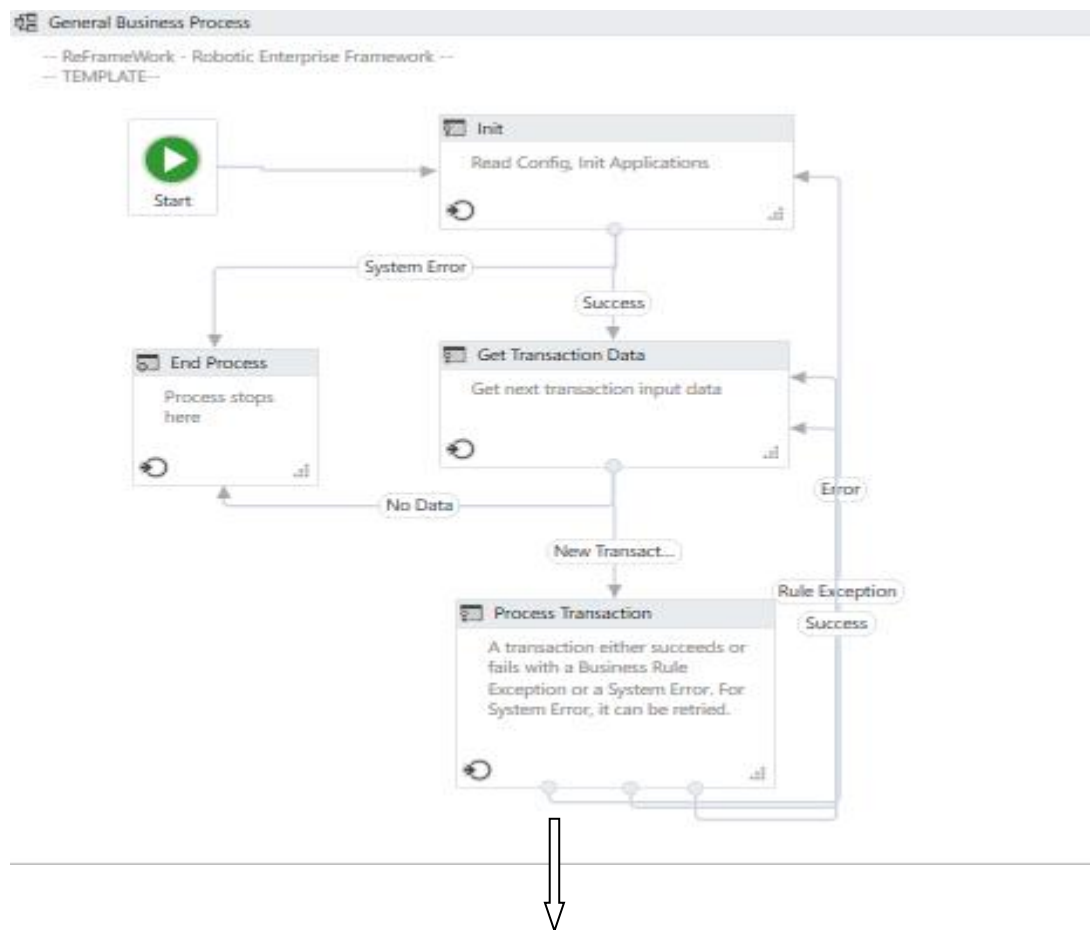 General Business Process
-- ReFrameWork - Robotic Enterprise Framework --
-- TEMPLATE--
Start
Init
Read Config, Init Applications
System Error
Success
End Process
Process stops
here
Get Transaction Data
Get next transaction input data
No Data
Error
New Transact...
Rule Exception
Success
Process Transaction
A transaction either succeeds or
fails with a Business Rule
Exception or a System Error. For
System Error, it can be retried.